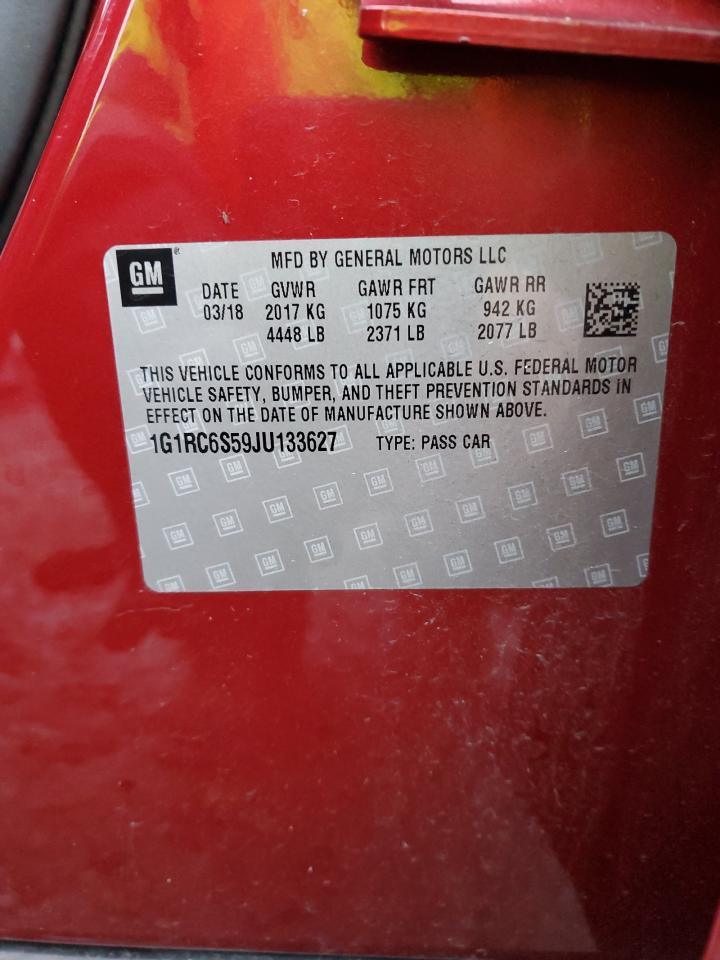 GM
MFD BY GENERAL MOTORS LLC
DATE GVWR GAWR FRT GAWR RR
03/18 2017 KG 1075 KG 942 KG
4448 LB 2371 LB 2077 LB
THIS VEHICLE CONFORMS TO ALL APPLICABLE U.S. FEDERAL MOTOR
VEHICLE SAFETY, BUMPER, AND THEFT PREVENTION STANDARDS IN
EFFECT ON THE DATE OF MANUFACTURE SHOWN ABOVE.
1G1RC6S59JU133627 TYPE: PASS CAR